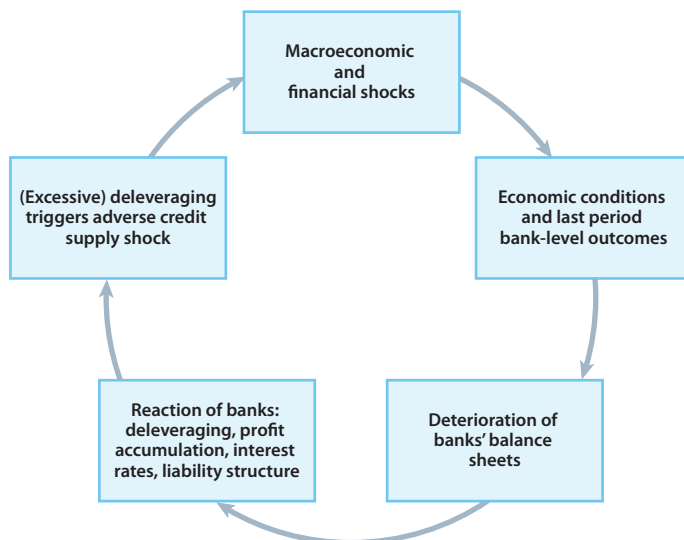 Macroeconomic
and
financial shocks
Economic conditions
and last period
bank-level outcomes
Deterioration of
banks’ balance
sheets
Reaction of banks:
deleveraging, profit
accumulation, interest
rates, liability structure
(Excessive) deleveraging
triggers adverse credit
supply shock